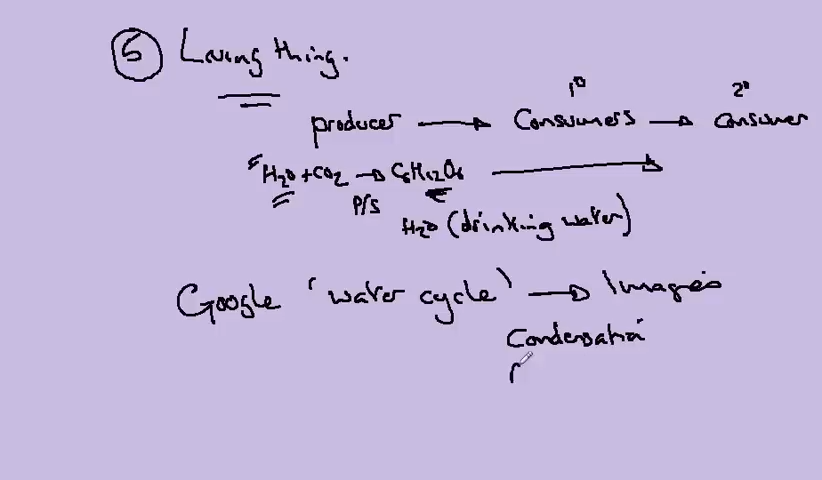 5 Living thing.
1° 2°
producer → Consumers → Consumer
H2O + CO2 → C6H12O6 →
P/s
H2O (drinking water)
Google 'water cycle' → Images
Condensation